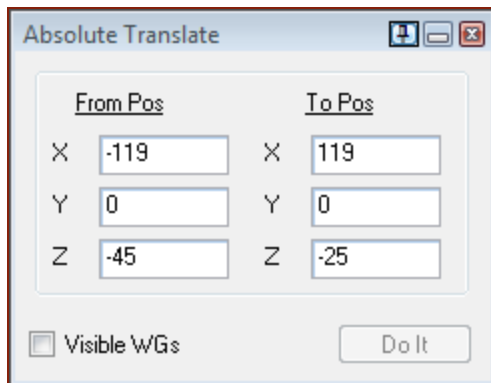 Absolute Translate
From Pos To Pos
X -119 X 119
Y 0 Y 0
Z -45 Z -25
Visible WGs Do It